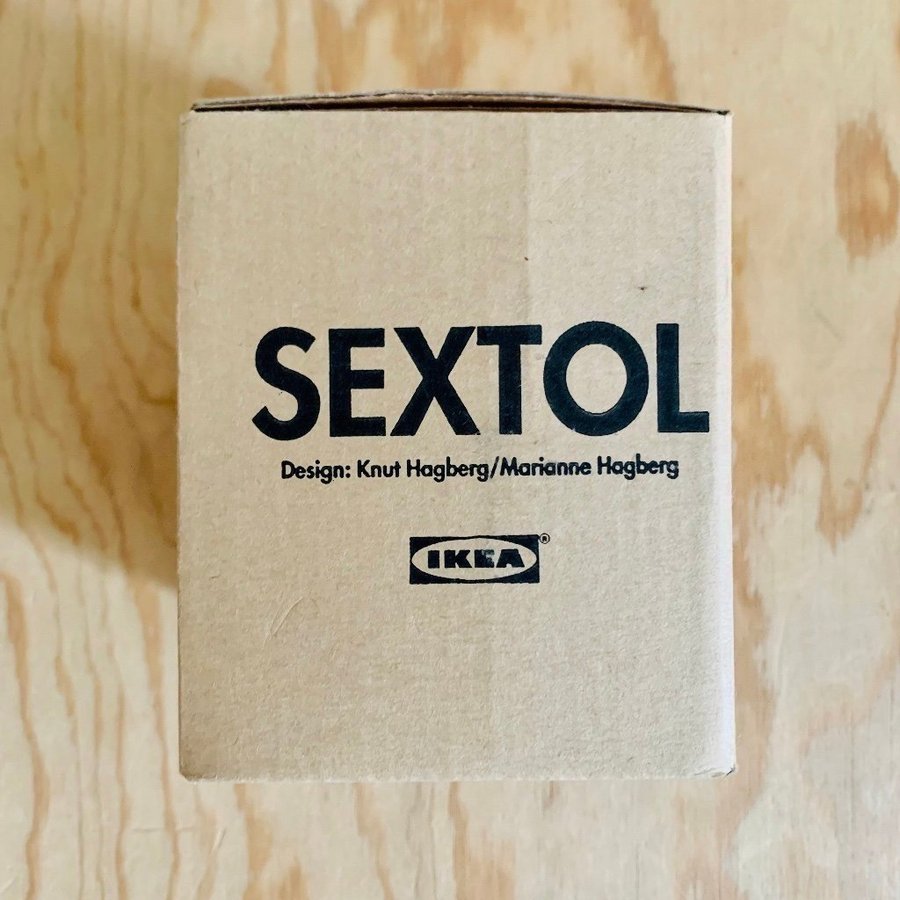 SEXTOL
Design: Knut Hagberg/Marianne Hagberg
IKEA®